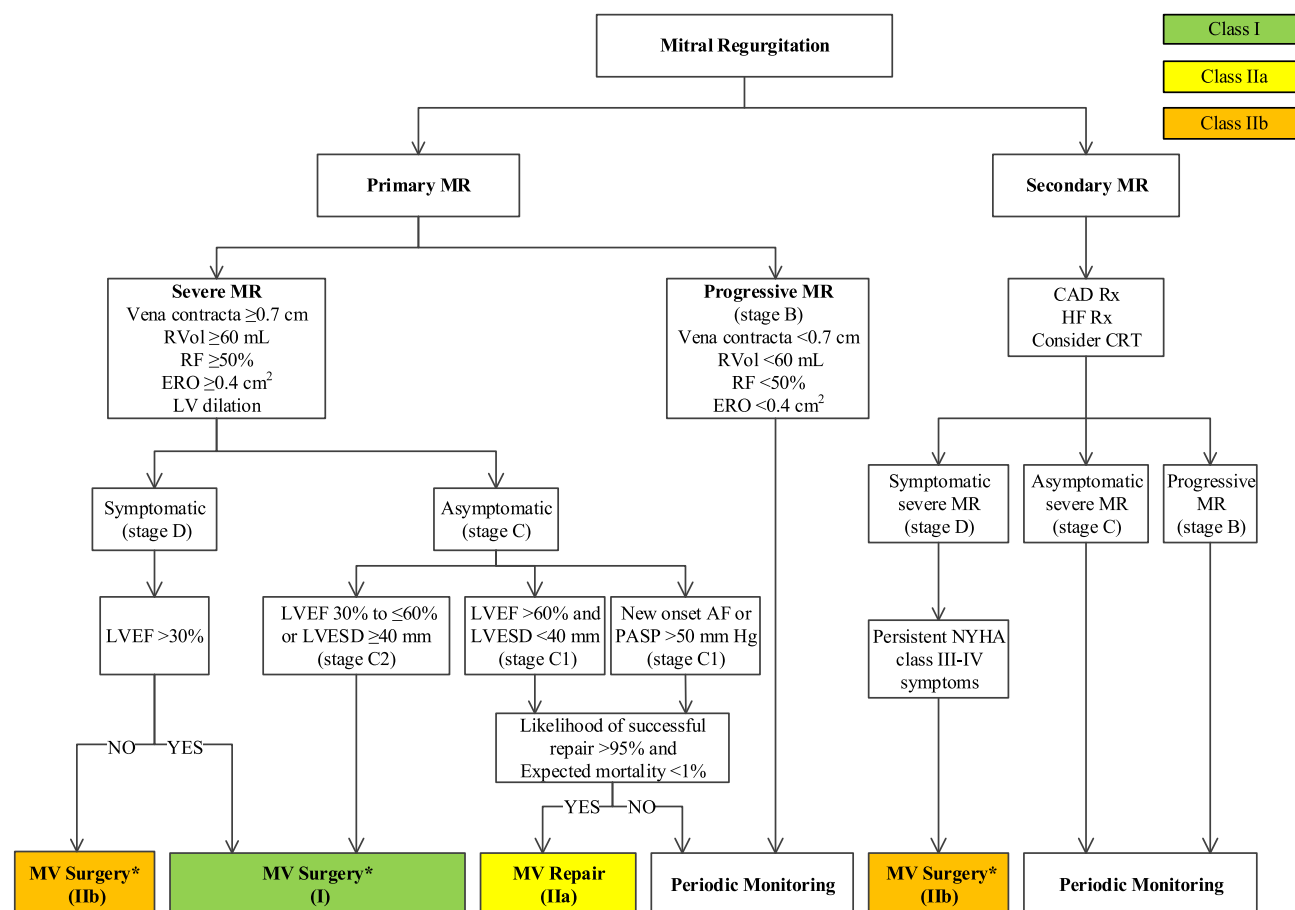 Mitral Regurgitation
Class I
Class IIa
Class IIb
Primary MR
Secondary MR
Severe MR
Vena contracta ≥0.7 cm
RVol ≥60 mL
RF ≥50%
ERO ≥0.4 cm²
LV dilation
Progressive MR
(stage B)
Vena contracta <0.7 cm
RVol <60 mL
RF <50%
ERO <0.4 cm²
CAD Rx
HF Rx
Consider CRT
Symptomatic
(stage D)
Asymptomatic
(stage C)
Symptomatic
severe MR
(stage D)
Asymptomatic
severe MR
(stage C)
Progressive
MR
(stage B)
LVEF >30%
LVEF 30% to ≤60%
or LVESD ≥40 mm
(stage C2)
LVEF >60% and
LVESD <40 mm
(stage C1)
New onset AF or
PASP >50 mm Hg
(stage C1)
Persistent NYHA
class III-IV
symptoms
Likelihood of successful
repair >95% and
Expected mortality <1%
NO
YES
YES
NO
MV Surgery*
(IIb)
MV Surgery*
(I)
MV Repair
(IIa)
Periodic Monitoring
MV Surgery*
(IIb)
Periodic Monitoring